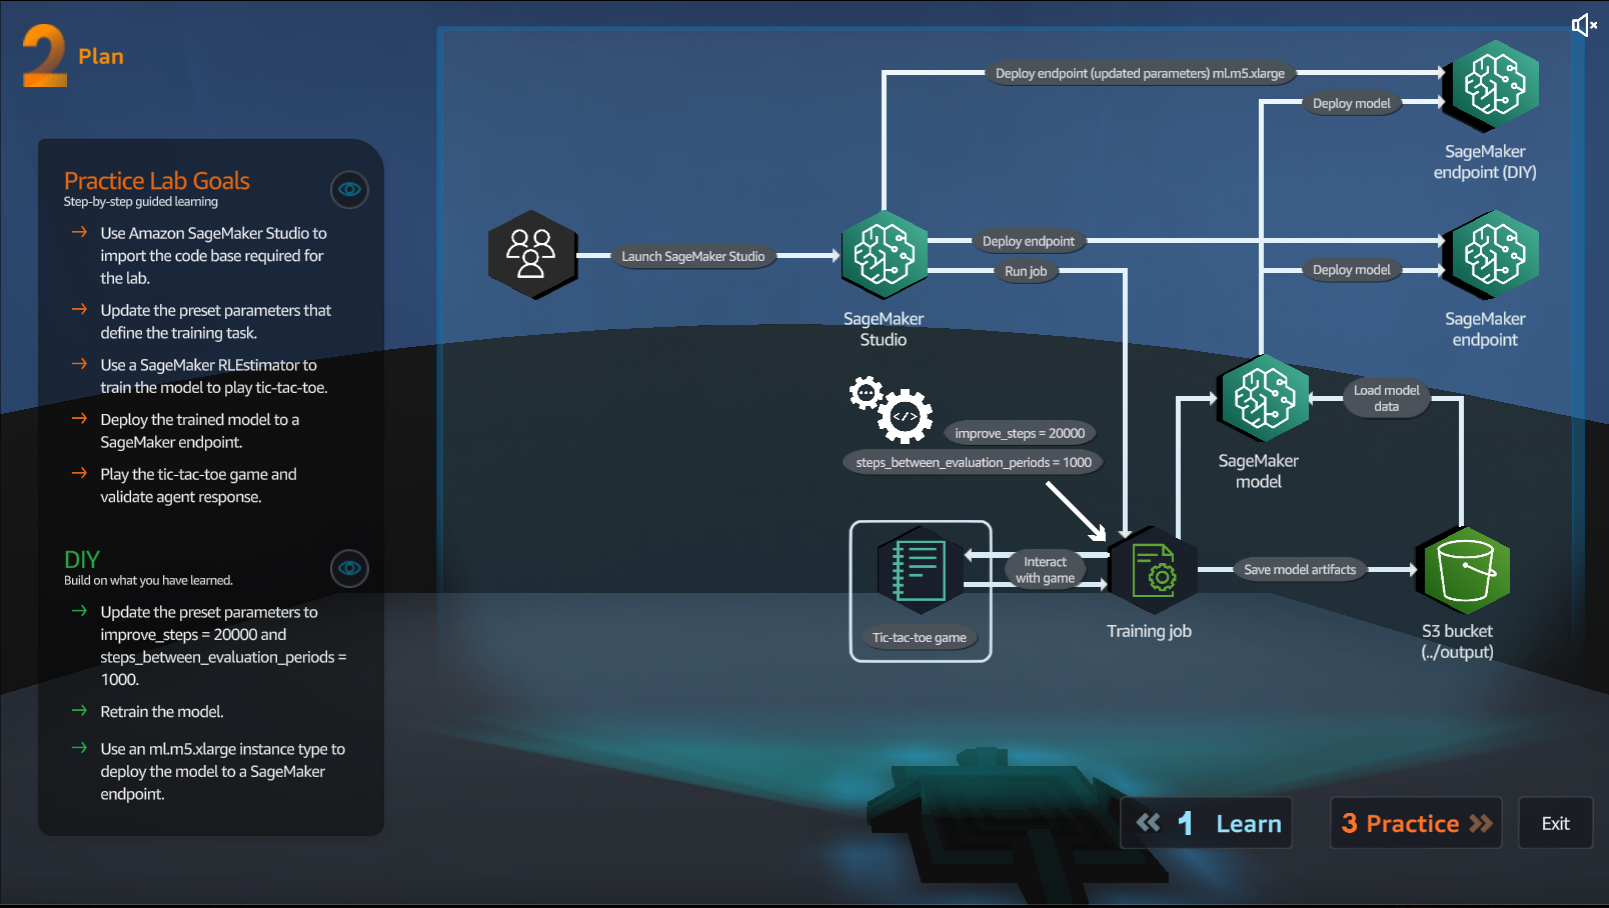 2 Plan
Practice Lab Goals
Step-by-step guided learning
Use Amazon SageMaker Studio to
import the code base required for
the lab.
Update the preset parameters that
define the training task.
Use a SageMaker RLEstimator to
train the model to play tic-tac-toe.
Deploy the trained model to a
SageMaker endpoint.
Play the tic-tac-toe game and
validate agent response.
DIY
Build on what you have learned.
Update the preset parameters to
improve_steps = 20000 and
steps_between_evaluation_periods =
1000.
Retrain the model.
Use an ml.m5.xlarge instance type to
deploy the model to a SageMaker
endpoint.
Deploy endpoint (updated parameters) ml.m5.xlarge
Deploy model
SageMaker
endpoint (DIY)
Launch SageMaker Studio
SageMaker
Studio
Deploy endpoint
Run job
Deploy model
SageMaker
endpoint
</>
improve_steps = 20000
steps_between_evaluation_periods = 1000
Load model
data
SageMaker
model
Tic-tac-toe game
Interact
with game
Training job
Save model artifacts
S3 bucket
(../output)
1 Learn
3 Practice
Exit